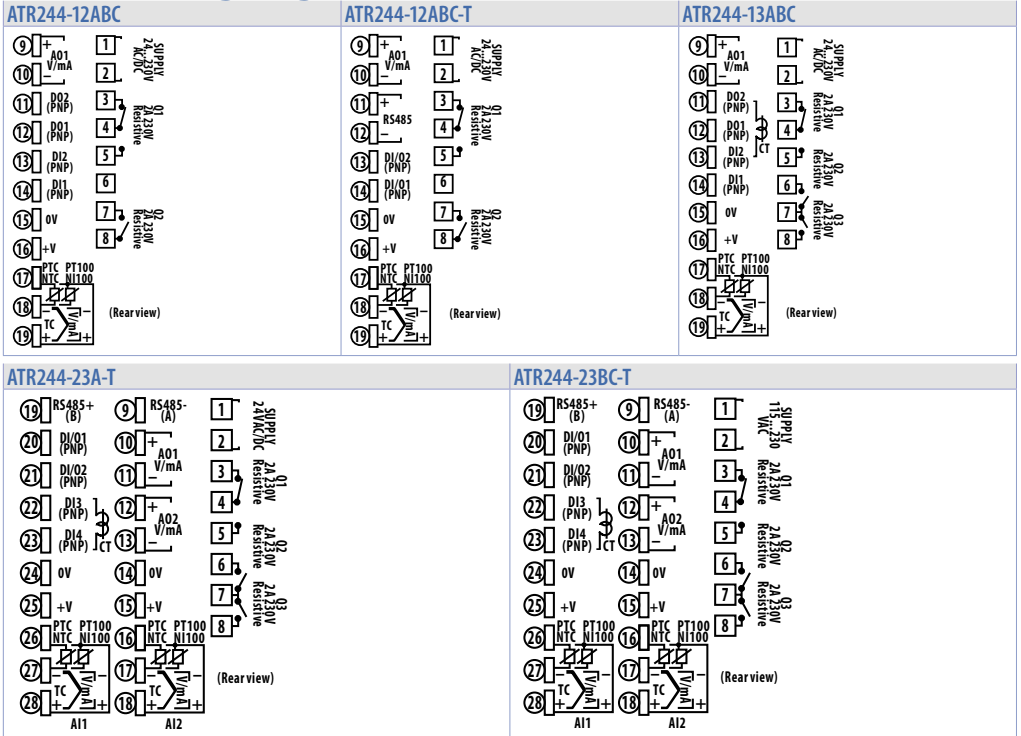 ATR244-12ABC
9 + 1
AO1
V/mA
SUPPLY
24...230V
AC/DC
10 – 2
11 DO2
(PNP)
3
Q1
2A 230V
Resistive
12 DO1
(PNP)
4
13 DI2
(PNP)
5
14 DI1
(PNP)
6
15 0V 7
Q2
2A 230V
Resistive
16 +V 8
17 PTC PT100
NTC NI100
18 – –
TC V/mA
(Rear view)
19 + +
ATR244-12ABC-T
9 + 1
AO1
V/mA
SUPPLY
24...230V
AC/DC
10 – 2
11 + 3
RS485
Q1
2A 230V
Resistive
12 – 4
13 DI/O2
(PNP)
5
14 DI/O1
(PNP)
6
15 0V 7
Q2
2A 230V
Resistive
16 +V 8
17 PTC PT100
NTC NI100
18 – –
TC V/mA
(Rear view)
19 + +
ATR244-13ABC
9 + 1
AO1
V/mA
SUPPLY
24...230V
AC/DC
10 – 2
11 DO2
(PNP)
3
Q1
2A 230V
Resistive
12 DO1
(PNP)
4
CT
13 DI2
(PNP)
5
Q2
2A 230V
Resistive
14 DI1
(PNP)
6
15 0V 7
Q3
2A 230V
Resistive
16 +V 8
17 PTC PT100
NTC NI100
18 – –
TC V/mA
(Rear view)
19 + +
ATR244-23A-T
19 RS485+
(B)
9 RS485-
(A)
1
SUPPLY
24VAC/DC
20 DI/O1
(PNP)
10 + 2
AO1
V/mA
21 DI/O2
(PNP)
11 – 3
Q1
2A 230V
Resistive
22 DI3
(PNP)
12 + 4
CT
AO2
V/mA
23 DI4
(PNP)
13 – 5
Q2
2A 230V
Resistive
24 0V 14 0V 6
25 +V 15 +V 7
Q3
2A 230V
Resistive
26 PTC PT100
NTC NI100
16 PTC PT100
NTC NI100
8
27 – – 17 – –
TC V/mA TC V/mA
(Rear view)
28 + + 18 + +
AI1 AI2
ATR244-23BC-T
19 RS485+
(B)
9 RS485-
(A)
1
SUPPLY
115...230
VAC
20 DI/O1
(PNP)
10 + 2
AO1
V/mA
21 DI/O2
(PNP)
11 – 3
Q1
2A 230V
Resistive
22 DI3
(PNP)
12 + 4
CT
AO2
V/mA
23 DI4
(PNP)
13 – 5
Q2
2A 230V
Resistive
24 0V 14 0V 6
25 +V 15 +V 7
Q3
2A 230V
Resistive
26 PTC PT100
NTC NI100
16 PTC PT100
NTC NI100
8
27 – – 17 – –
TC V/mA TC V/mA
(Rear view)
28 + + 18 + +
AI1 AI2